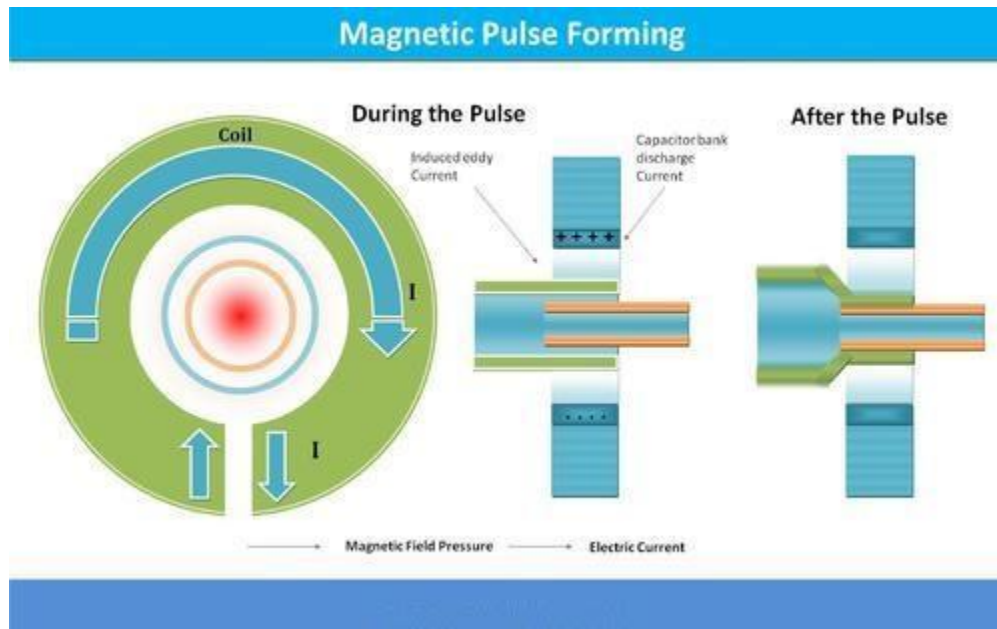 Magnetic Pulse Forming
During the Pulse
After the Pulse
Coil
Induced eddy
Current
Capacitor bank
discharge
Current
+ + + +
I
I
. . . .
Magnetic Field Pressure
Electric Current